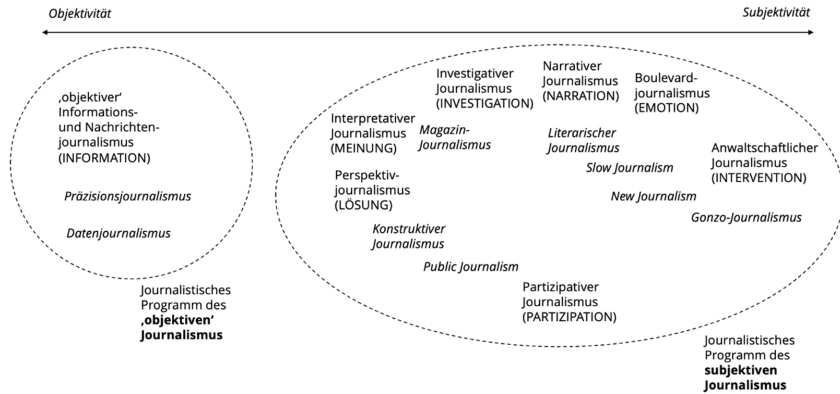 Objektivität
Subjektivität
‚objektiver‘
Informations-
und Nachrichten-
journalismus
(INFORMATION)
Präzisionsjournalismus
Datenjournalismus
Journalistisches
Programm des
‚objektiven‘
Journalismus
Interpretativer
Journalismus
(MEINUNG)
Perspektiv-
journalismus
(LÖSUNG)
Konstruktiver
Journalismus
Public Journalism
Investigativer
Journalismus
(INVESTIGATION)
Magazin-
Journalismus
Narrativer
Journalismus
(NARRATION)
Literarischer
Journalismus
Slow Journalism
New Journalism
Gonzo-Journalismus
Boulevard-
journalismus
(EMOTION)
Anwaltschaftlicher
Journalismus
(INTERVENTION)
Partizipativer
Journalismus
(PARTIZIPATION)
Journalistisches
Programm des
subjektiven
Journalismus